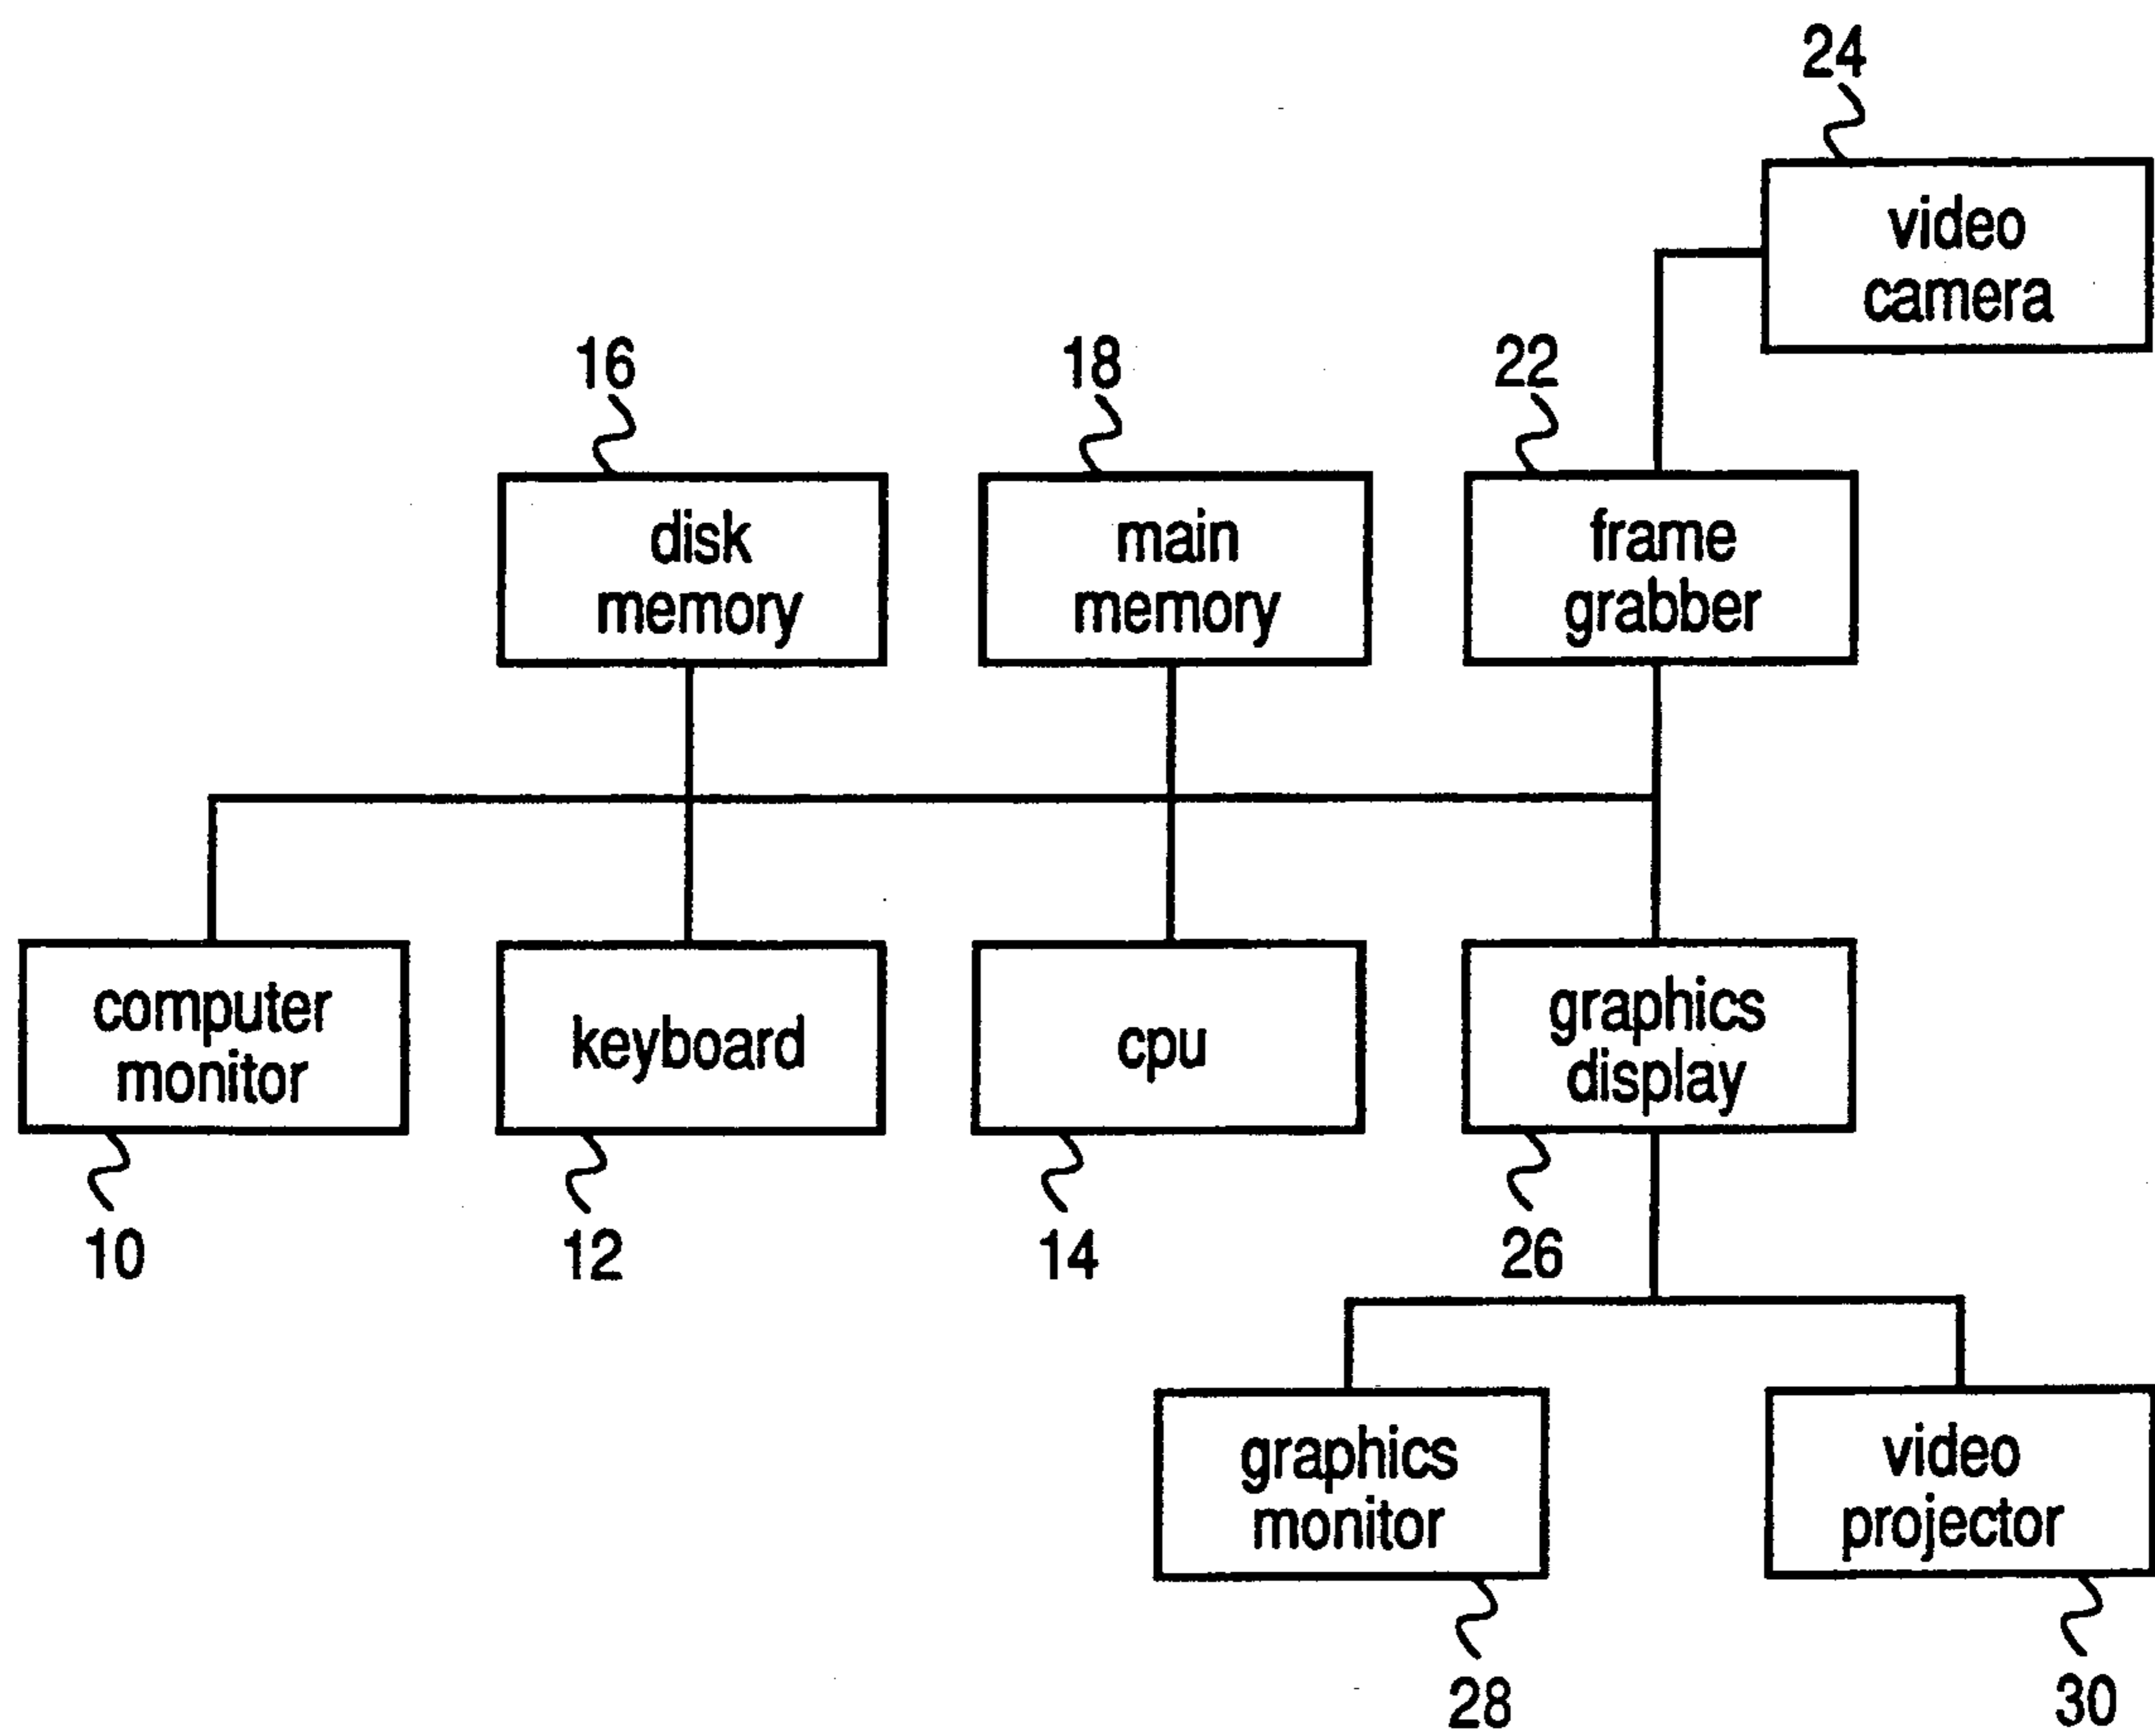 24
video
camera
16
18
22
disk
memory
main
memory
frame
grabber
computer
monitor
keyboard
cpu
graphics
display
10
12
14
26
graphics
monitor
video
projector
28
30